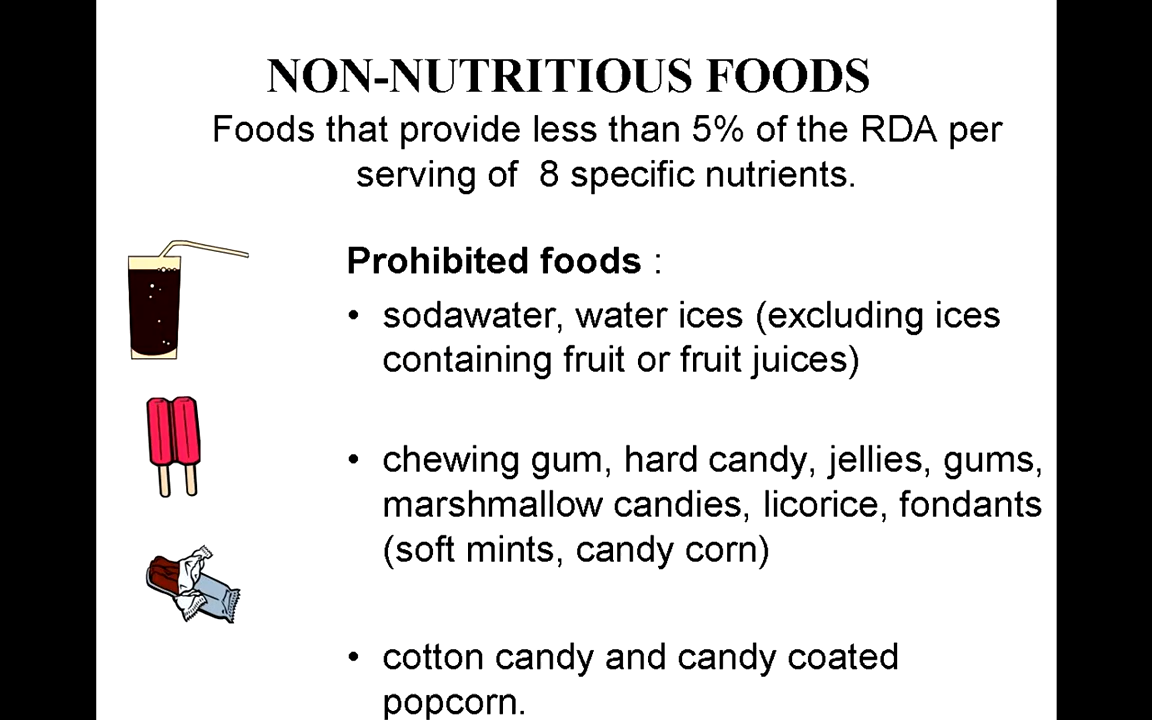 NON-NUTRITIOUS FOODS
Foods that provide less than 5% of the RDA per
serving of  8 specific nutrients.
Prohibited foods :
• sodawater, water ices (excluding ices
containing fruit or fruit juices)
• chewing gum, hard candy, jellies, gums,
marshmallow candies, licorice, fondants
(soft mints, candy corn)
• cotton candy and candy coated
popcorn.